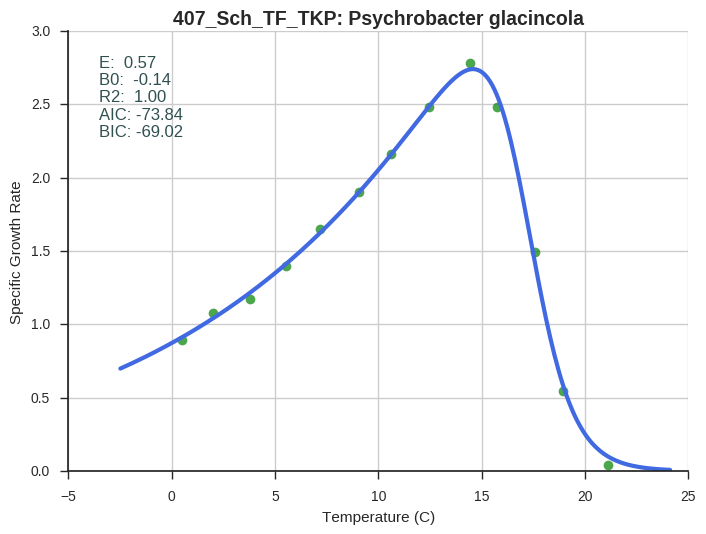 407_Sch_TF_TKP: Psychrobacter glacincola
E:  0.57
B0:  -0.14
R2:  1.00
AIC: -73.84
BIC: -69.02
3.0
2.5
2.0
1.5
1.0
0.5
0.0
Specific Growth Rate
−5 0 5 10 15 20 25
Temperature (C)